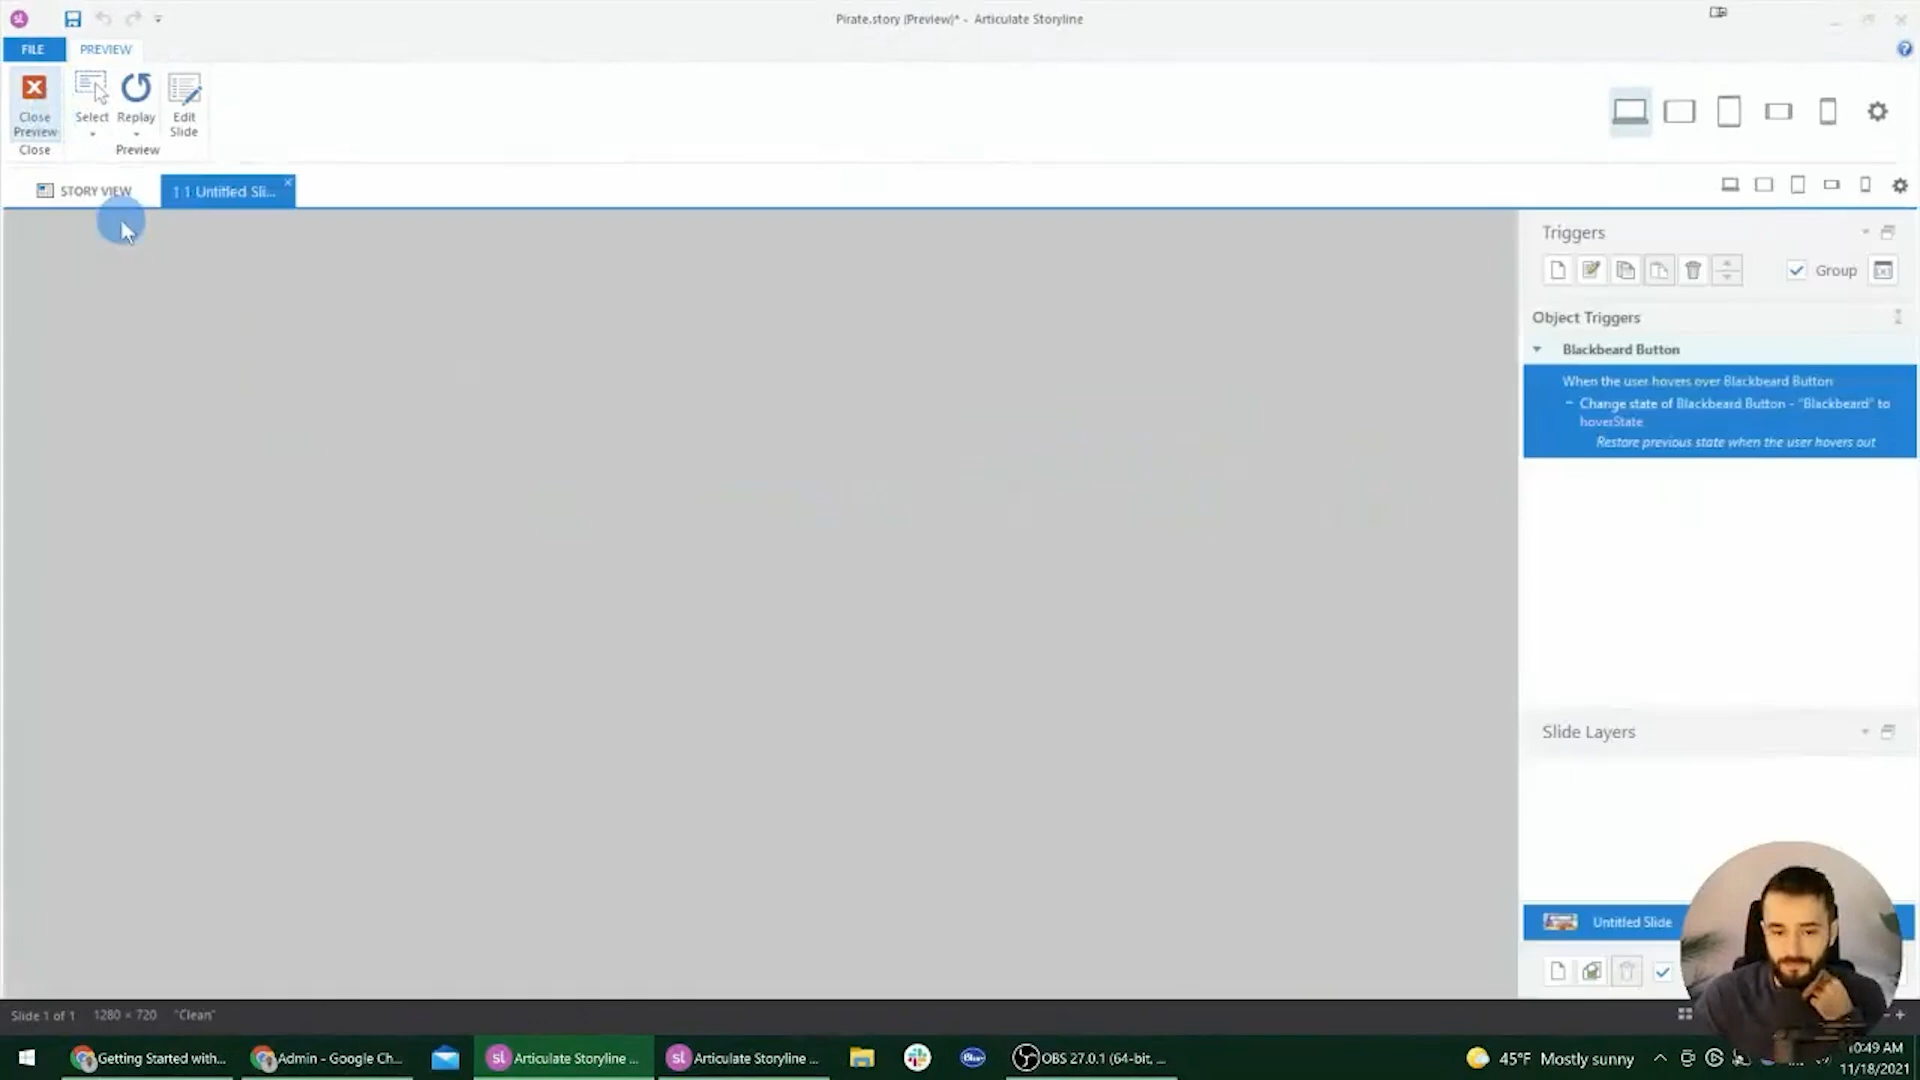 sl
Pirate.story (Preview)* - Articulate Storyline
FILE
PREVIEW
Close Preview
Select
Replay
Edit Slide
Close
Preview
STORY VIEW
1 1 Untitled Sli...
Triggers
Group
Object Triggers
Blackbeard Button
When the user hovers over Blackbeard Button
- Change state of Blackbeard Button - "Blackbeard" to
hoverState
Restore previous state when the user hovers out
Slide Layers
Untitled Slide
Slide 1 of 1
1280 × 720
"Clean"
Getting Started with...
Admin - Google Ch...
sl Articulate Storyline ...
sl Articulate Storyline ...
Blue
OBS 27.0.1 (64-bit, ...
45°F Mostly sunny
10:49 AM
11/18/2021